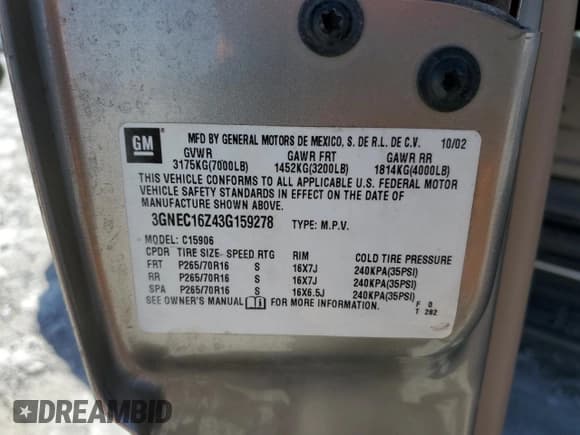 GM
MFD BY GENERAL MOTORS DE MEXICO, S. DE R.L. DE C.V. 10/02
GVWR GAWR FRT GAWR RR
3175KG(7000LB) 1452KG(3200LB) 1814KG(4000LB)
THIS VEHICLE CONFORMS TO ALL APPLICABLE U.S. FEDERAL MOTOR
VEHICLE SAFETY STANDARDS IN EFFECT ON THE DATE OF
MANUFACTURE SHOWN ABOVE.
3GNEC16Z43G159278 TYPE: M.P.V.
MODEL: C15906
CPDR TIRE SIZE SPEED RTG RIM COLD TIRE PRESSURE
FRT P265/70R16 S 16X7J 240KPA(35PSI)
RR P265/70R16 S 16X7J 240KPA(35PSI)
SPA P265/70R16 S 16X6.5J 240KPA(35PSI)
SEE OWNER'S MANUAL FOR MORE INFORMATION. F 0
T 282
DREAMBID